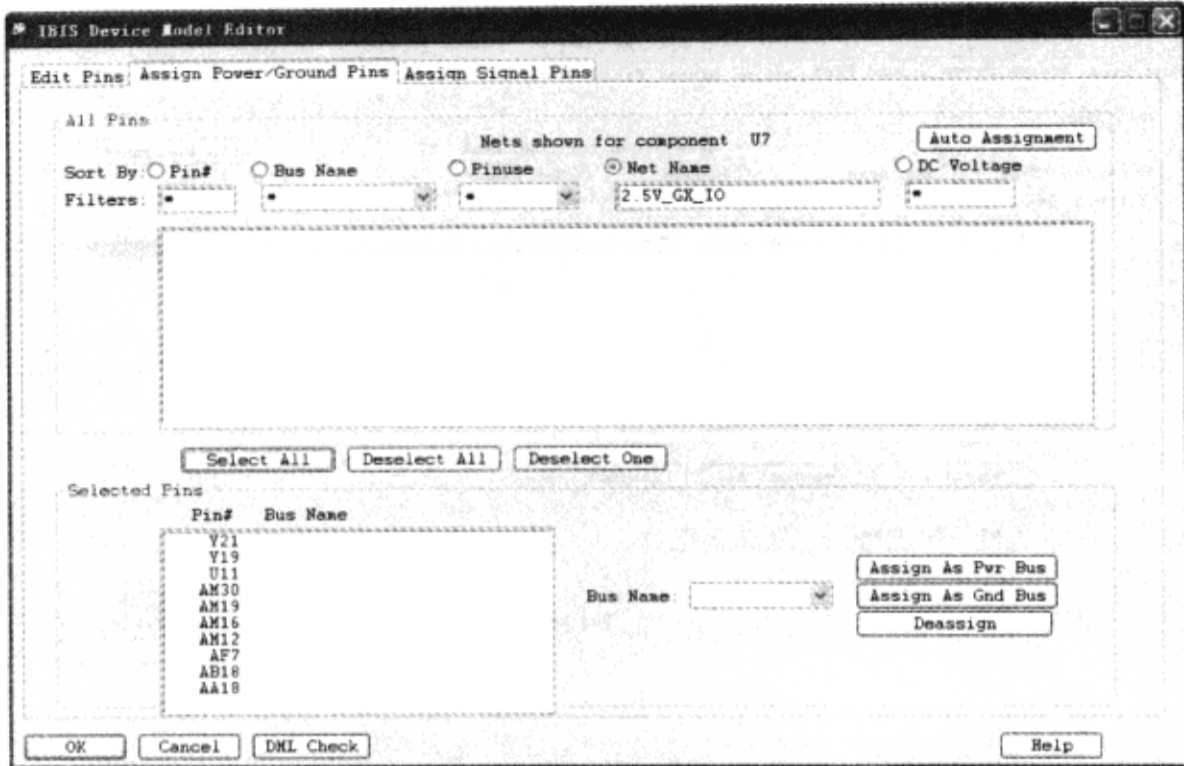 IBIS Device Model Editor
Edit Pins Assign Power/Ground Pins Assign Signal Pins
All Pins
Nets shown for component U7 Auto Assignment
Sort By: Pin# Bus Name Pinuse Net Name DC Voltage
Filters: * * * 2.5V_GX_IO *
Select All Deselect All Deselect One
Selected Pins
Pin# Bus Name
Y21
Y19
U11
AM30
AM19
AM16
AM12
AF7
AB18
AA18
Bus Name:
Assign As Pwr Bus
Assign As Gnd Bus
Deassign
OK Cancel DML Check Help